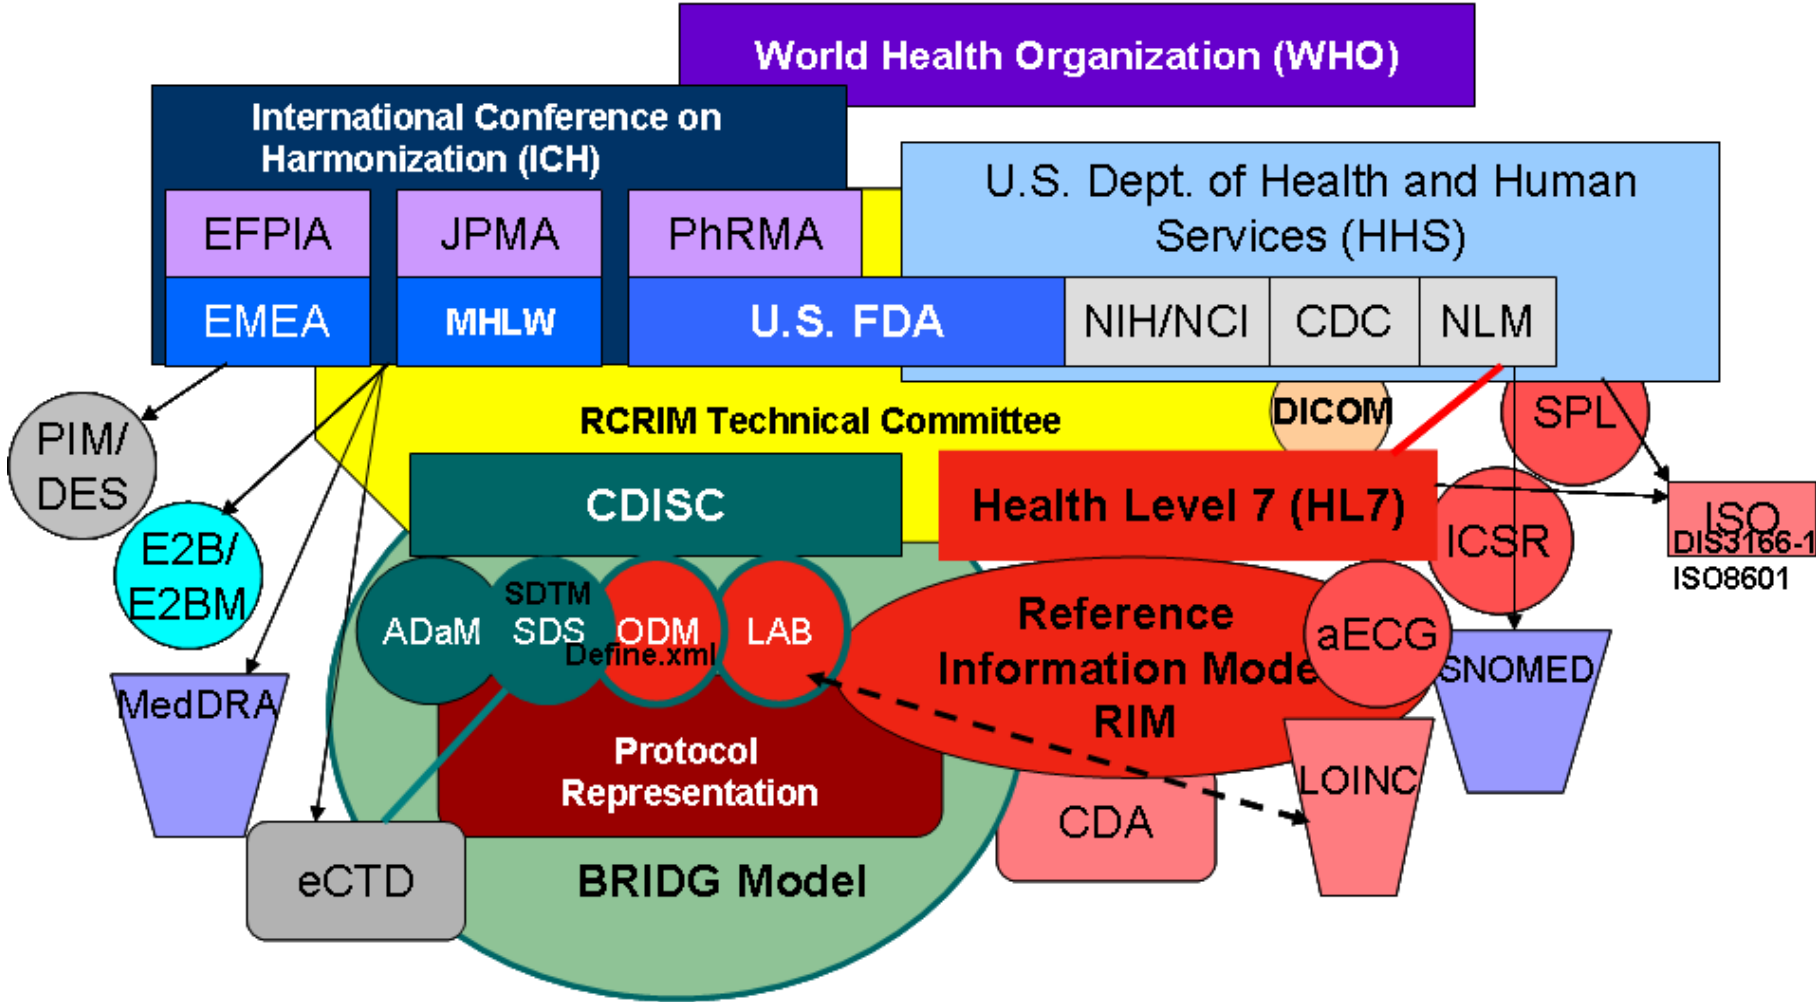 World Health Organization (WHO)
International Conference on
Harmonization (ICH)
U.S. Dept. of Health and Human
Services (HHS)
EFPIA
JPMA
PhRMA
EMEA
MHLW
U.S. FDA
NIH/NCI
CDC
NLM
RCRIM Technical Committee
DICOM
SPL
PIM/
DES
CDISC
Health Level 7 (HL7)
ICSR
ISO
DIS3166-1
ISO8601
E2B/
E2BM
ADaM
SDTM
SDS
ODM
Define.xml
LAB
Reference
Information Mode
RIM
aECG
SNOMED
MedDRA
Protocol
Representation
LOINC
CDA
eCTD
BRIDG Model